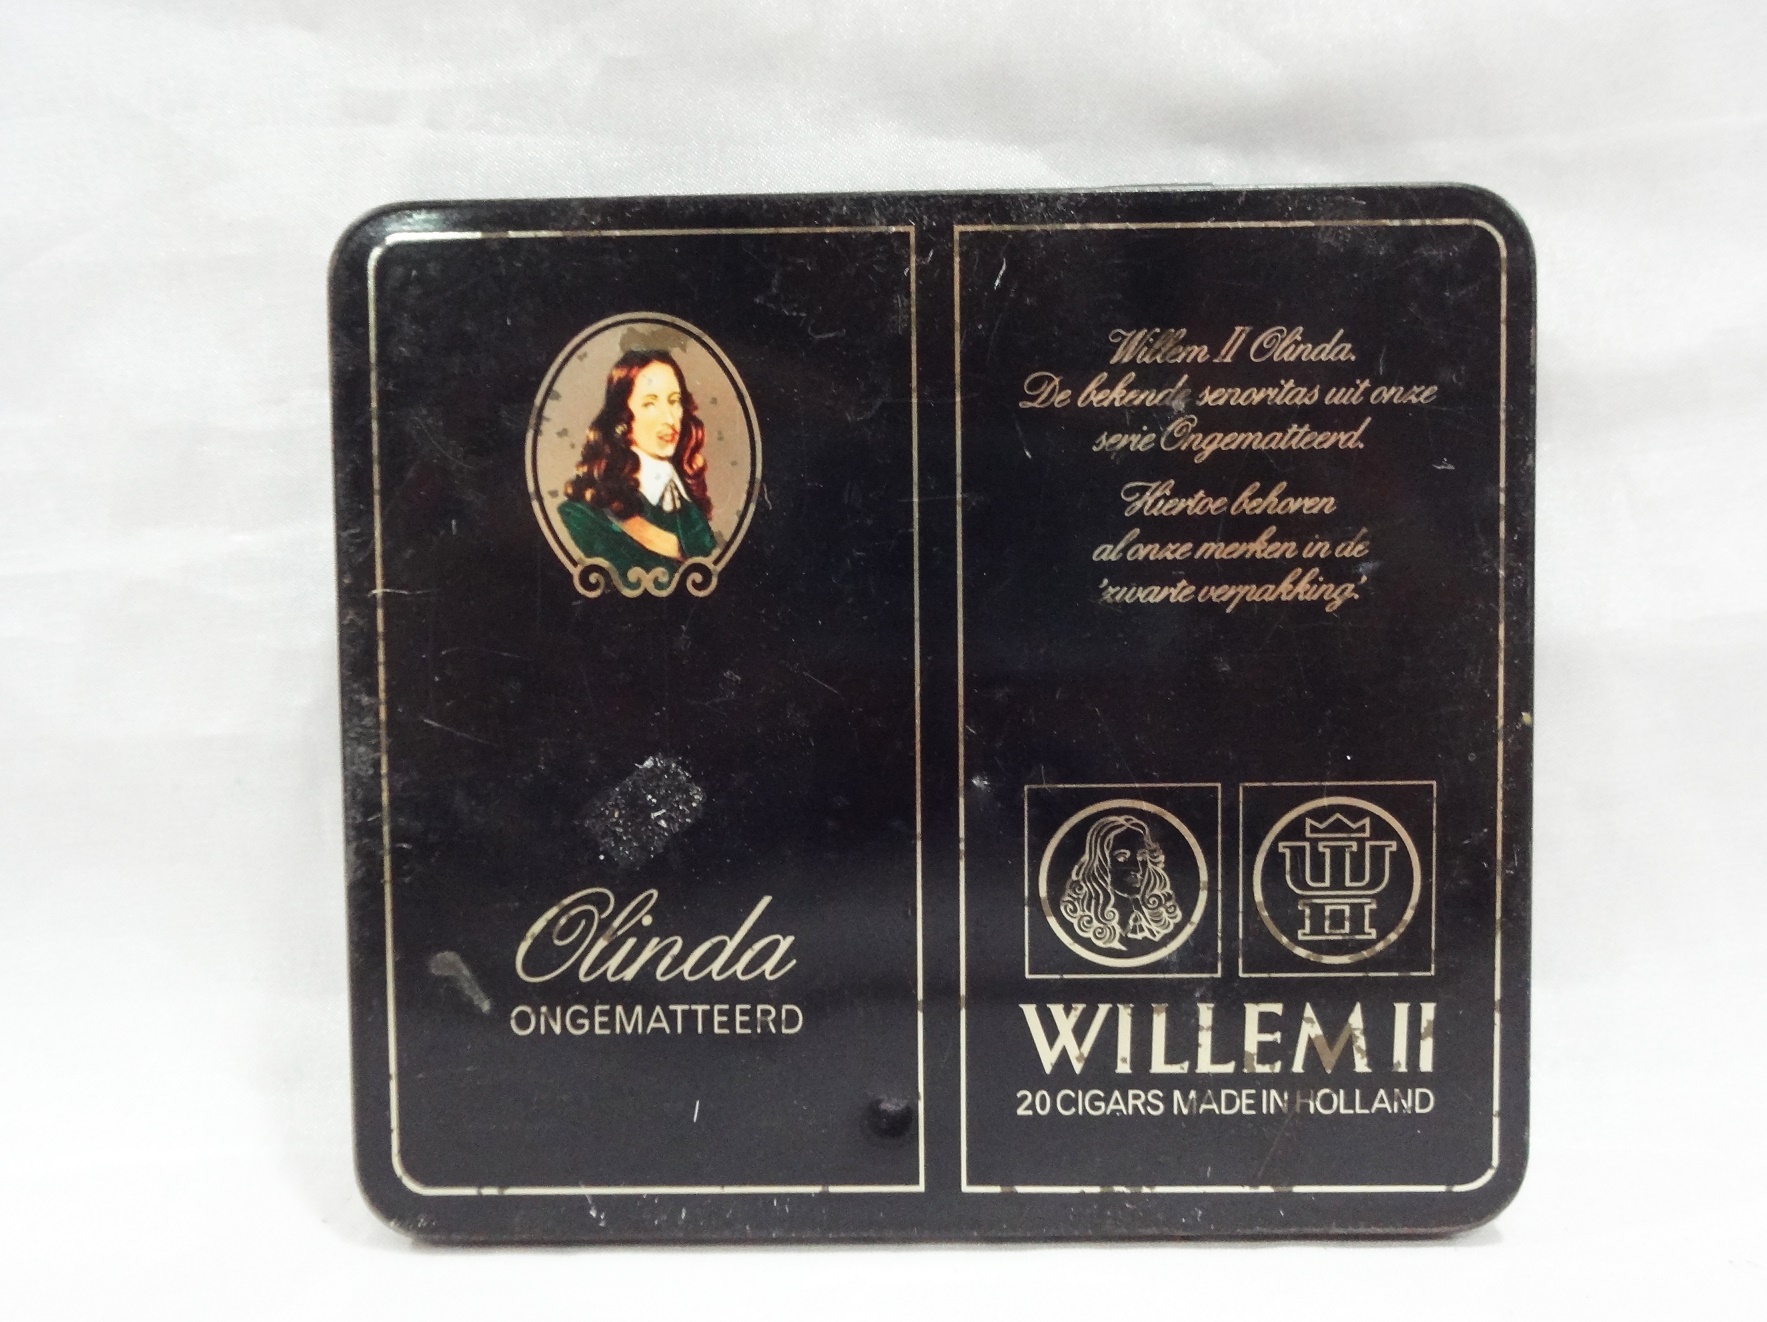 Olinda
ONGEMATTEERD
Willem II Olinda.
De bekende senoritas uit onze
serie Ongematteerd.
Hiertoe behoren
al onze merken in de
'zwarte verpakking'.
W
II
WILLEM II
20 CIGARS MADE IN HOLLAND